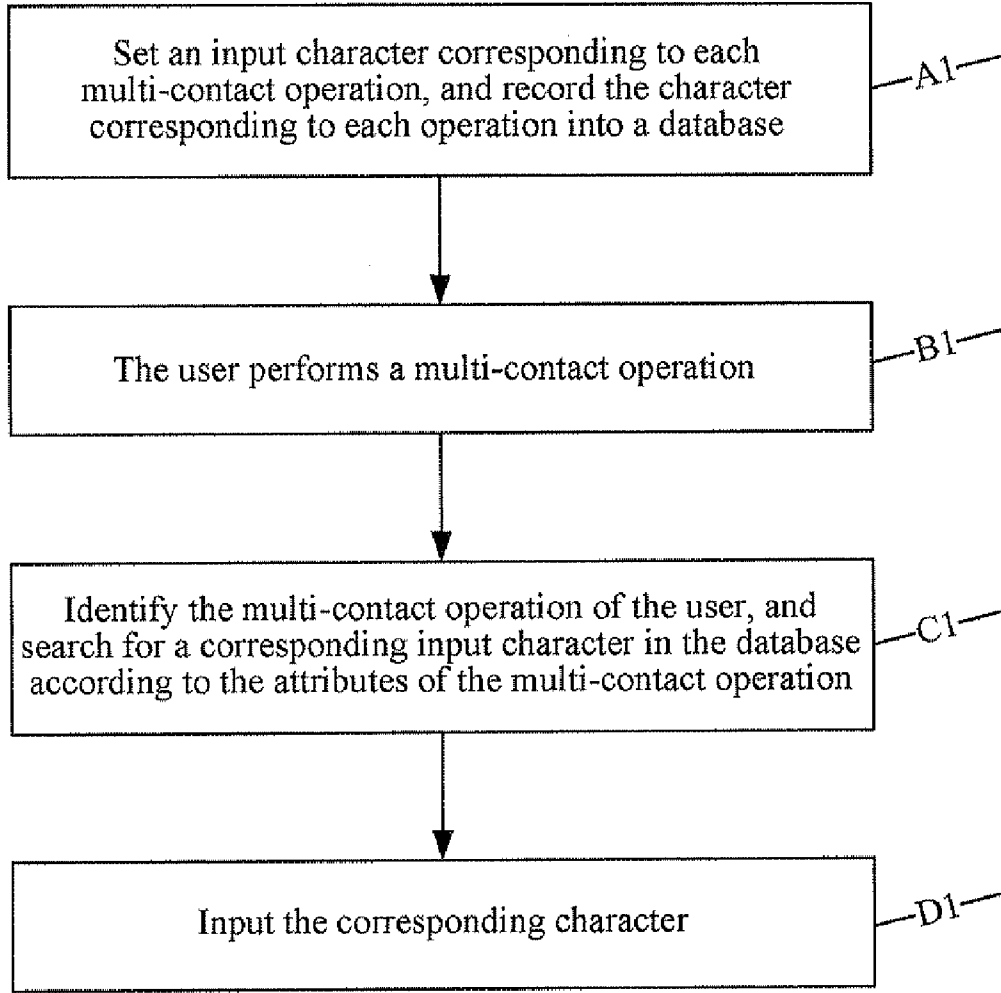 Set an input character corresponding to each
multi-contact operation, and record the character
corresponding to each operation into a database
A1
The user performs a multi-contact operation
B1
Identify the multi-contact operation of the user, and
search for a corresponding input character in the database
according to the attributes of the multi-contact operation
C1
Input the corresponding character
D1